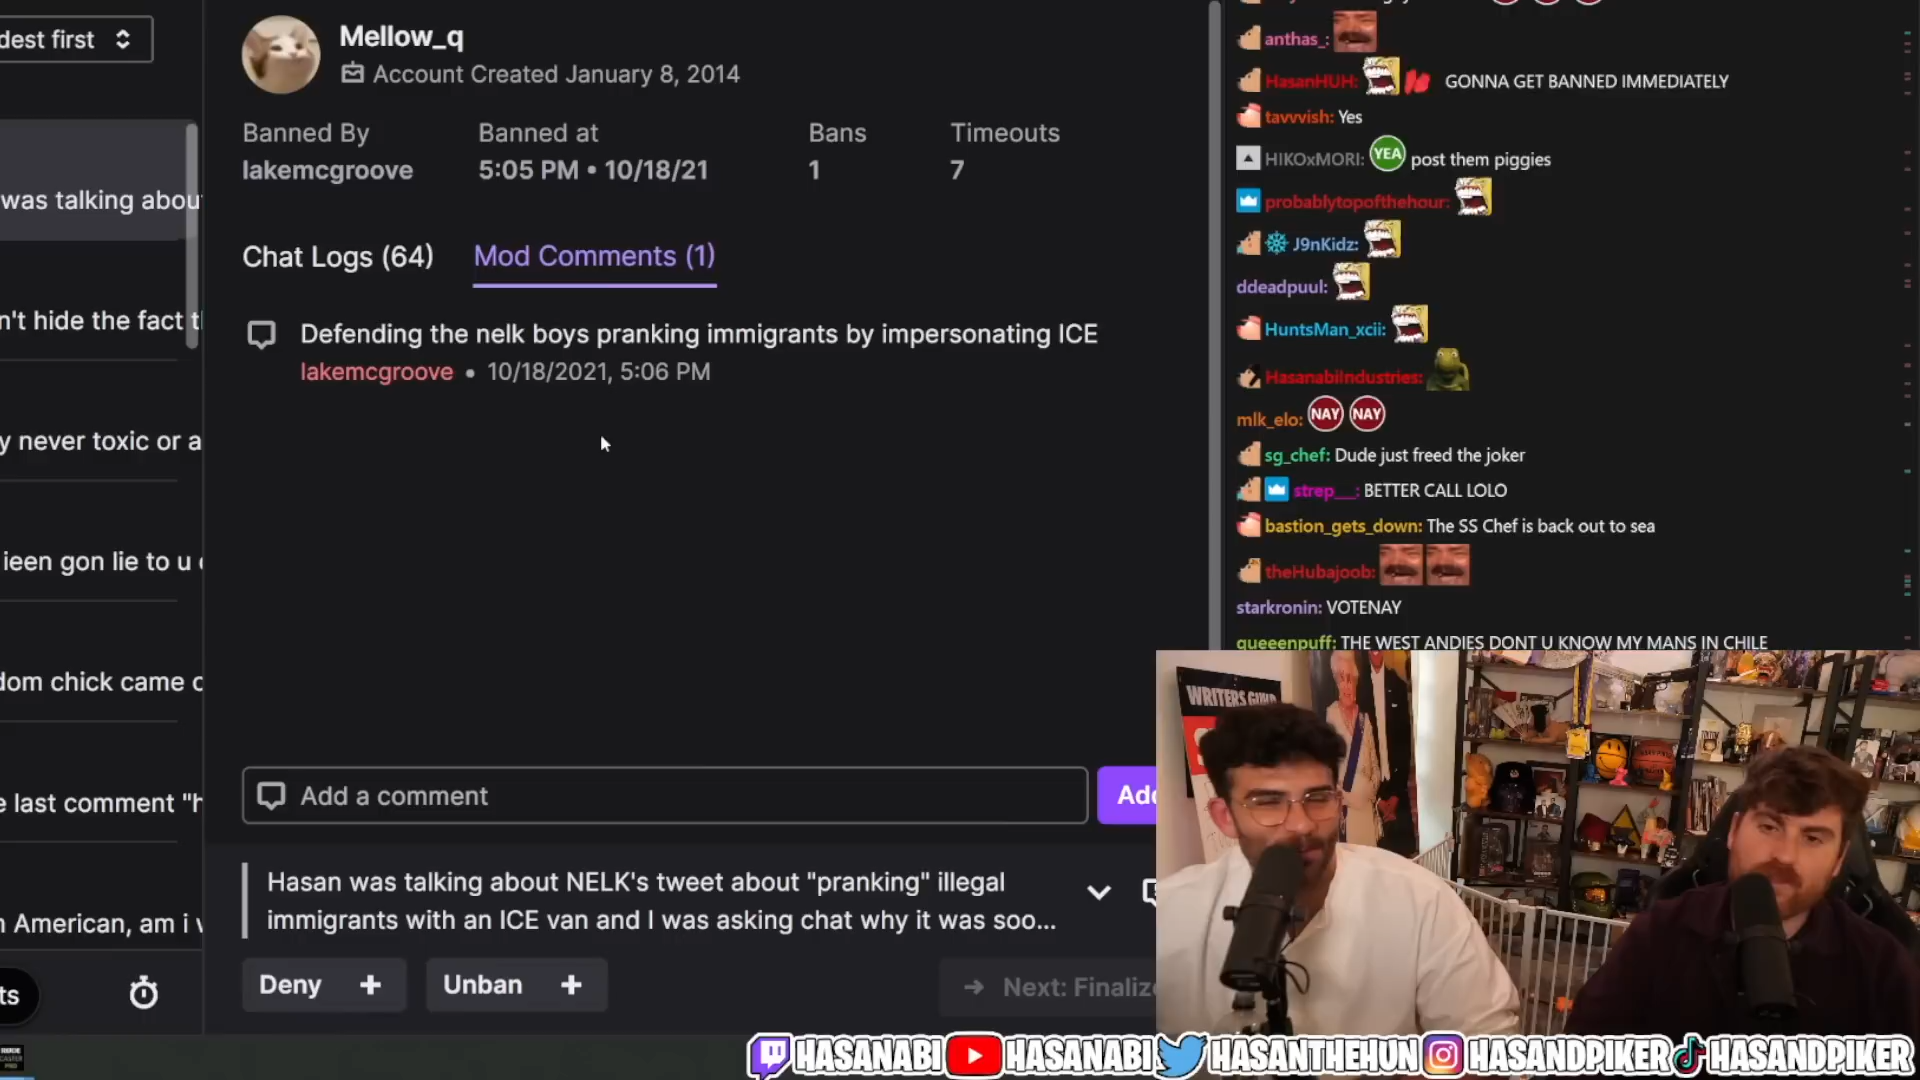 dest first
was talking abou
n't hide the fact t
y never toxic or a
ieen gon lie to u
dom chick came
e last comment "h
n American, am i
ts
Mellow_q
Account Created January 8, 2014
Banned By
Banned at
Bans
Timeouts
lakemcgroove
5:05 PM • 10/18/21
1
7
Chat Logs (64)
Mod Comments (1)
Defending the nelk boys pranking immigrants by impersonating ICE
lakemcgroove • 10/18/2021, 5:06 PM
Add a comment
Add
Hasan was talking about NELK's tweet about "pranking" illegal
immigrants with an ICE van and I was asking chat why it was soo...
Deny +
Unban +
Next: Finalize
anthas_:
HasanHUH: GONNA GET BANNED IMMEDIATELY
tavvvish: Yes
HIKOxMORI: YEA post them piggies
probablytopofthehour:
J9nKidz:
ddeadpuul:
HuntsMan_xcii:
HasanabiIndustries:
mlk_elo: NAY NAY
sg_chef: Dude just freed the joker
strep__: BETTER CALL LOLO
bastion_gets_down: The SS Chef is back out to sea
theHubajoob:
starkronin: VOTENAY
queeenpuff: THE WEST ANDIES DONT U KNOW MY MANS IN CHILE
WRITERS GUILD
HASANABI HASANABI HASANTHEHUN HASANDPIKER HASANDPIKER